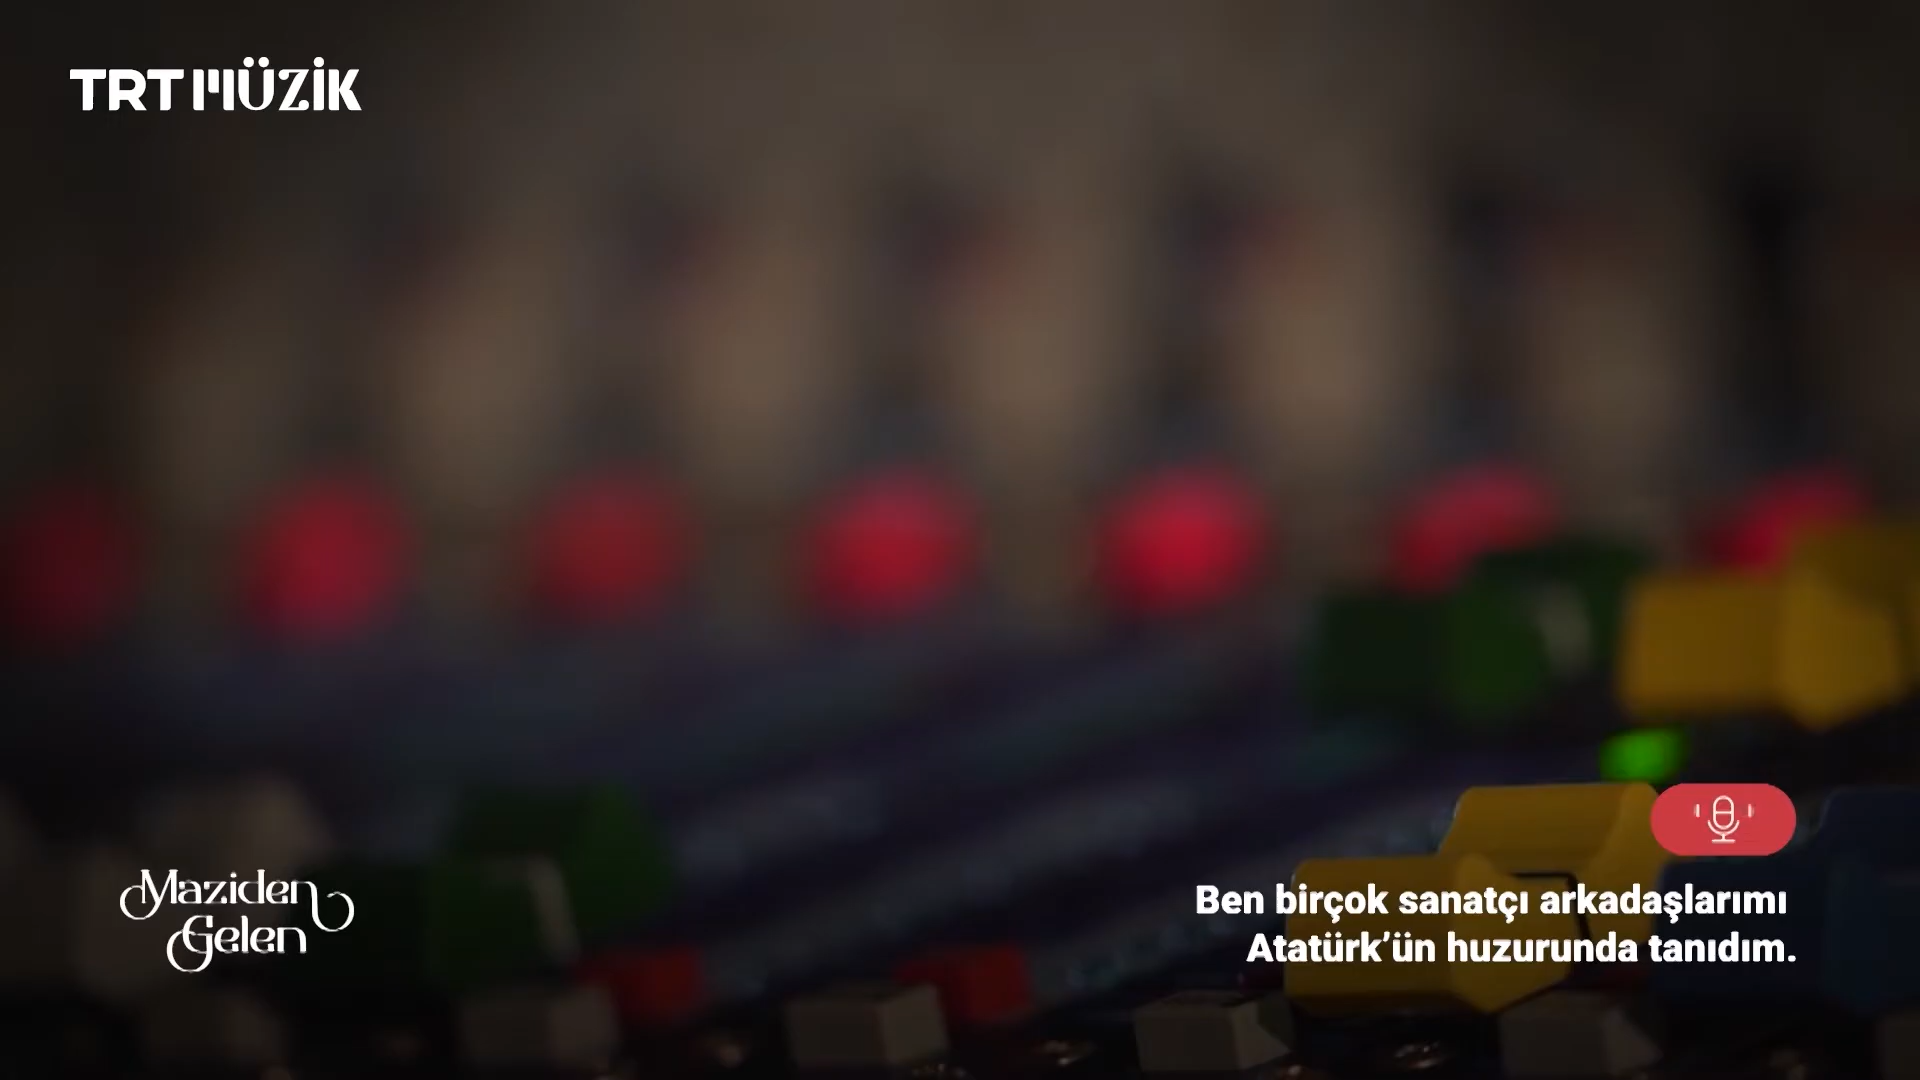 TRT MÜZİK
Maziden
Gelen
Ben birçok sanatçı arkadaşlarımı
Atatürk’ün huzurunda tanıdım.